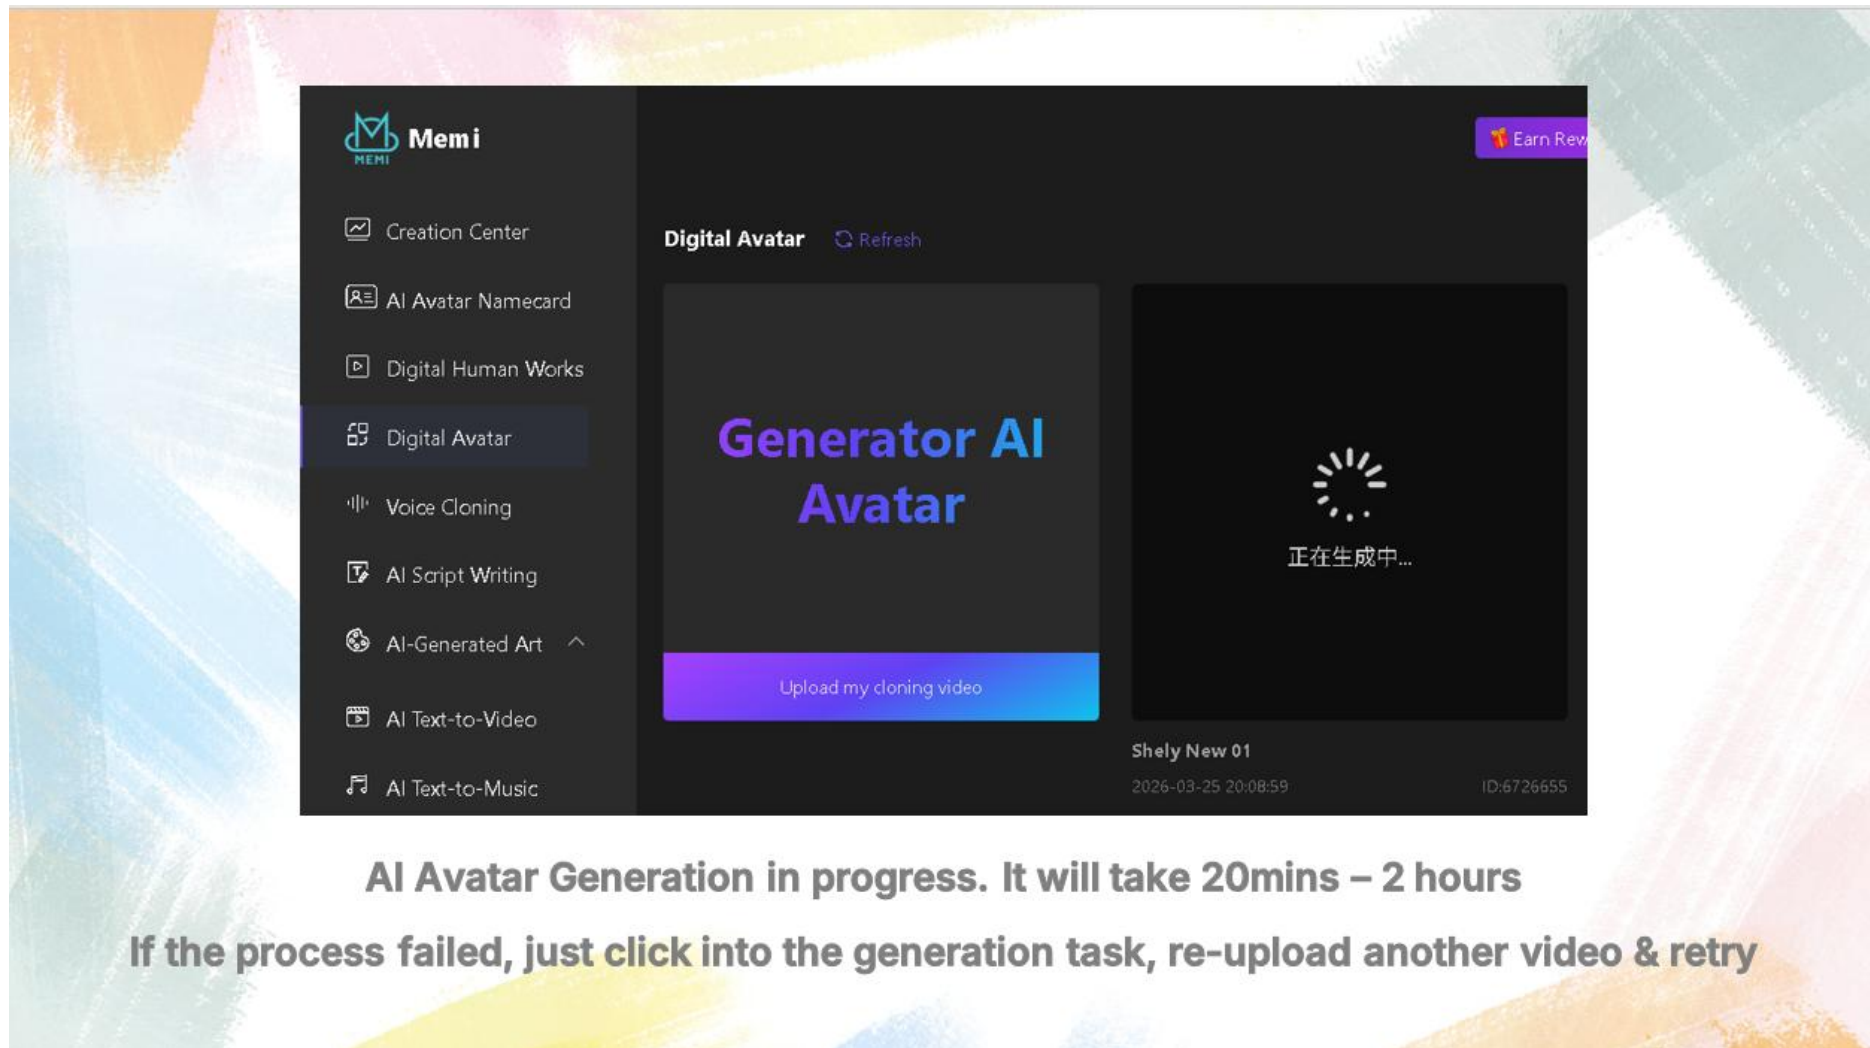 MEMI
Memi
Earn Rew
Creation Center
AI Avatar Namecard
Digital Human Works
Digital Avatar
Voice Cloning
AI Script Writing
AI-Generated Art
AI Text-to-Video
AI Text-to-Music
Digital Avatar
Refresh
Generator AI
Avatar
Upload my cloning video
正在生成中...
Shely New 01
2026-03-25 20:08:59
ID:6726655
AI Avatar Generation in progress. It will take 20mins – 2 hours
If the process failed, just click into the generation task, re-upload another video & retry